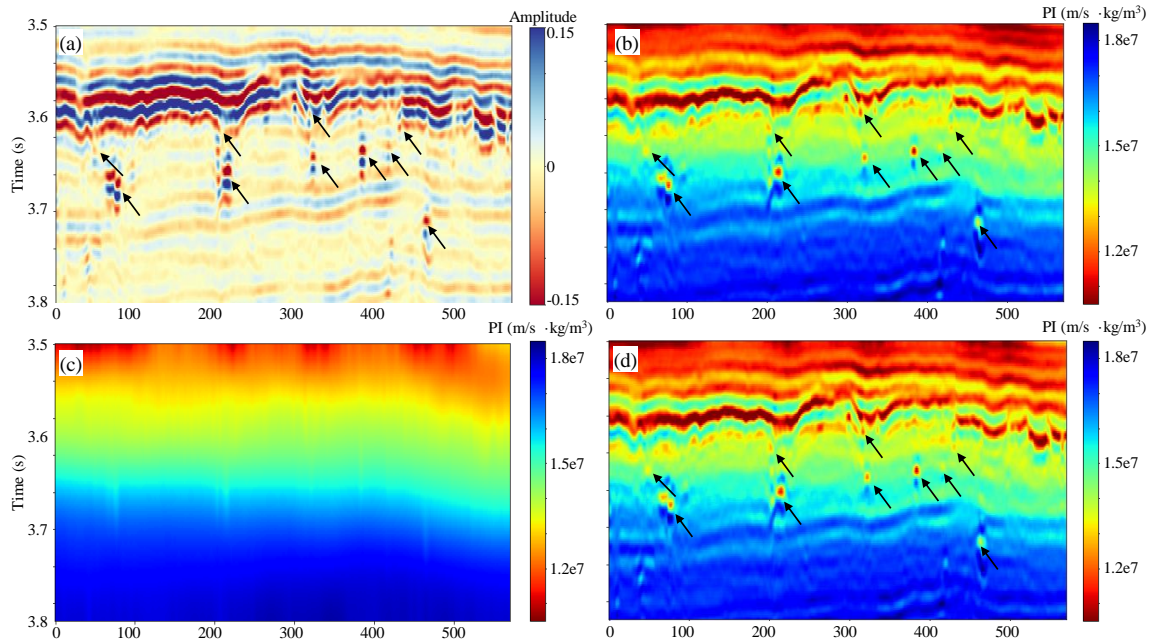 Amplitude
PI (m/s ·kg/m³)
3.5
(a)
0.15
(b)
1.8e7
3.6
Time (s)
0
1.5e7
3.7
1.2e7
-0.15
3.8
0 100 200 300 400 500
0 100 200 300 400 500
PI (m/s ·kg/m³)
PI (m/s ·kg/m³)
3.5
(c)
1.8e7
(d)
1.8e7
3.6
Time (s)
1.5e7
1.5e7
3.7
1.2e7
1.2e7
3.8
0 100 200 300 400 500
0 100 200 300 400 500